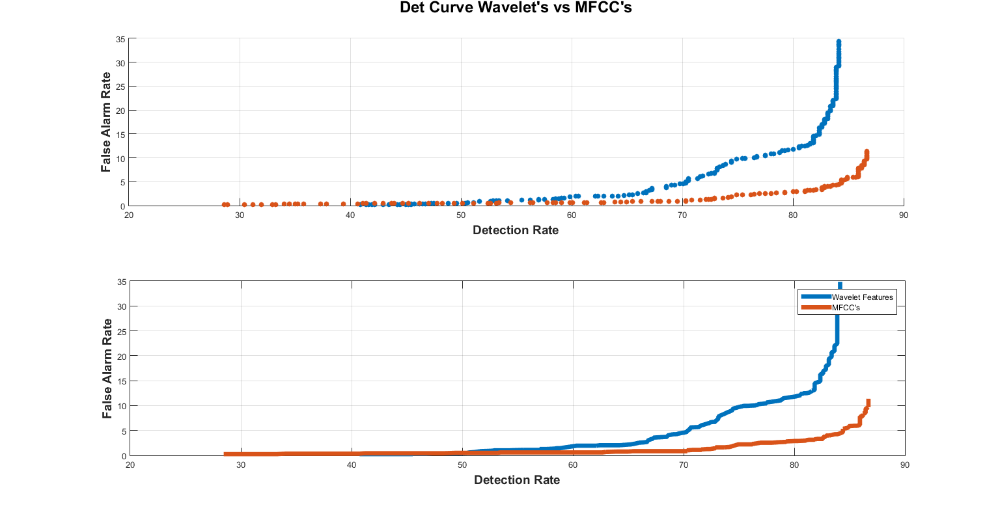 Det Curve Wavelet's vs MFCC's
35
30
25
20
15
10
5
0
False Alarm Rate
20 30 40 50 60 70 80 90
Detection Rate
35
30
25
20
15
10
5
0
False Alarm Rate
Wavelet Features
MFCC's
20 30 40 50 60 70 80 90
Detection Rate